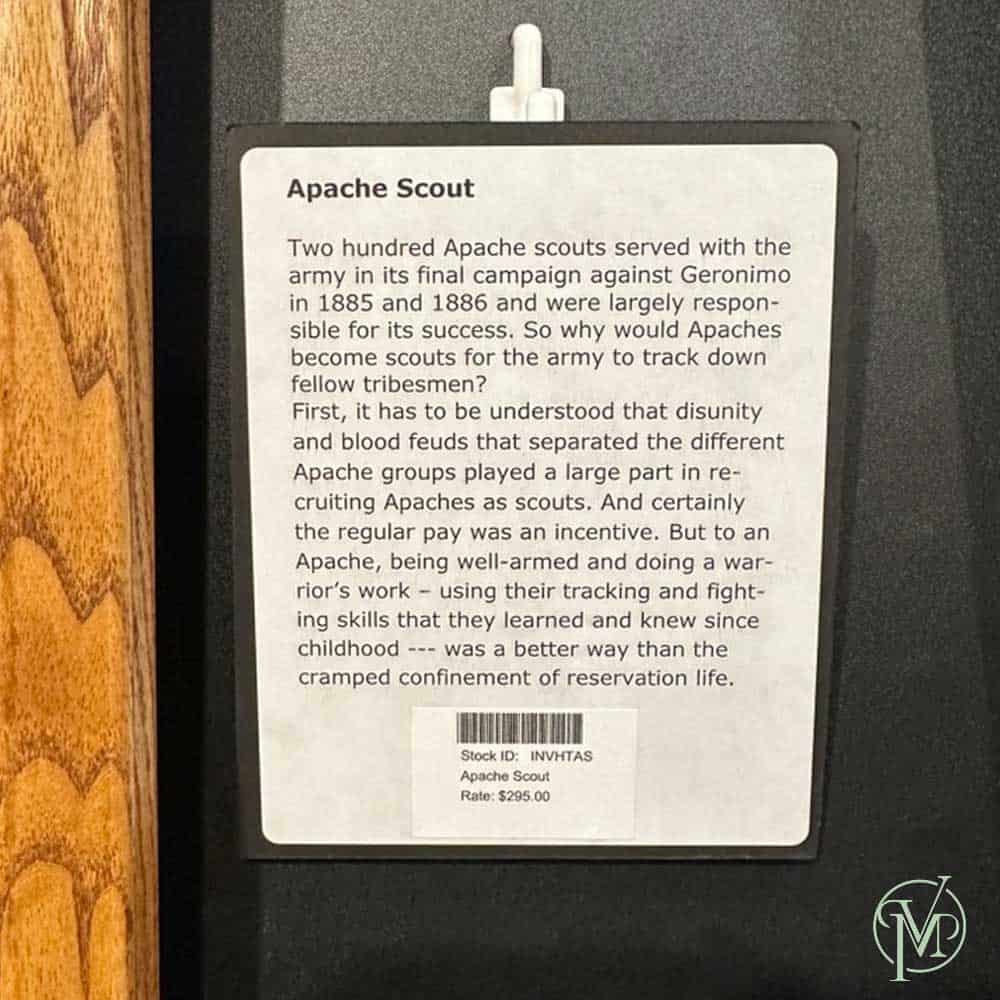 Apache Scout
Two hundred Apache scouts served with the
army in its final campaign against Geronimo
in 1885 and 1886 and were largely respon-
sible for its success. So why would Apaches
become scouts for the army to track down
fellow tribesmen?
First, it has to be understood that disunity
and blood feuds that separated the different
Apache groups played a large part in re-
cruiting Apaches as scouts. And certainly
the regular pay was an incentive. But to an
Apache, being well-armed and doing a war-
rior’s work – using their tracking and fight-
ing skills that they learned and knew since
childhood --- was a better way than the
cramped confinement of reservation life.
Stock ID: INVHTAS
Apache Scout
Rate: $295.00
VMP